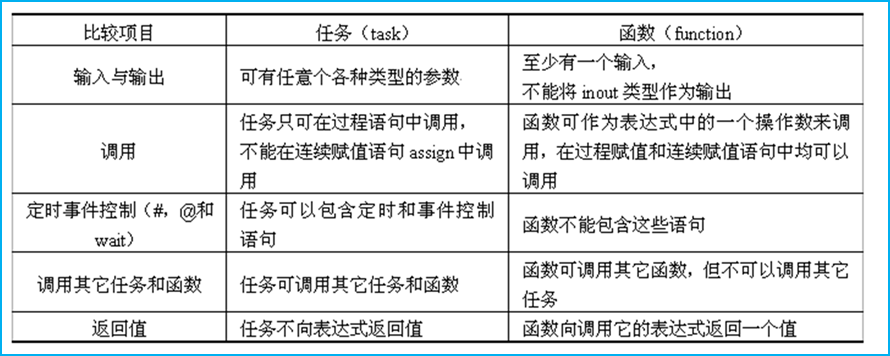 比较项目
任务（task）
函数（function）
输入与输出
可有任意个各种类型的参数
至少有一个输入，
不能将 inout 类型作为输出
调用
任务只可在过程语句中调用，
不能在连续赋值语句 assign 中调
用
函数可作为表达式中的一个操作数来调
用，在过程赋值和连续赋值语句中均可以
调用
定时事件控制（#，@和
wait）
任务可以包含定时和事件控制
语句
函数不能包含这些语句
调用其它任务和函数
任务可调用其它任务和函数
函数可调用其它函数，但不可以调用其它
任务
返回值
任务不向表达式返回值
函数向调用它的表达式返回一个值